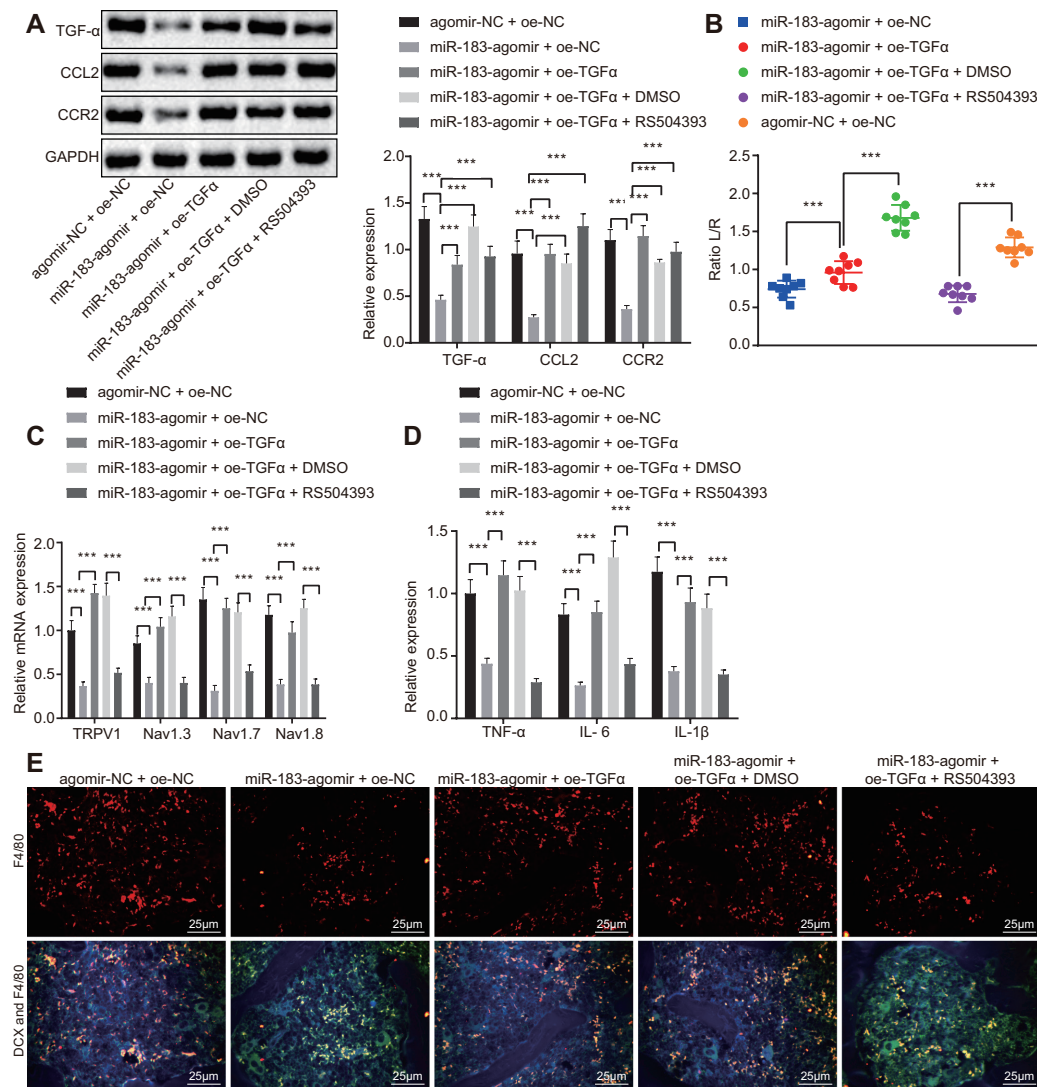 A
TGF-α
CCL2
CCR2
GAPDH
agomir-NC + oe-NC
miR-183-agomir + oe-NC
miR-183-agomir + oe-TGFα
miR-183-agomir + oe-TGFα + DMSO
miR-183-agomir + oe-TGFα + RS504393
agomir-NC + oe-NC
miR-183-agomir + oe-NC
miR-183-agomir + oe-TGFα
miR-183-agomir + oe-TGFα + DMSO
miR-183-agomir + oe-TGFα + RS504393
Relative expression
1.5
1.0
0.5
0.0
*** *** *** ***
*** *** *** ***
*** *** *** ***
TGF-α CCL2 CCR2
B
miR-183-agomir + oe-NC
miR-183-agomir + oe-TGFα
miR-183-agomir + oe-TGFα + DMSO
miR-183-agomir + oe-TGFα + RS504393
agomir-NC + oe-NC
Ratio L/R
2.5
2.0
1.5
1.0
0.5
0.0
*** *** ***
C
agomir-NC + oe-NC
miR-183-agomir + oe-NC
miR-183-agomir + oe-TGFα
miR-183-agomir + oe-TGFα + DMSO
miR-183-agomir + oe-TGFα + RS504393
Relative mRNA expression
2.0
1.5
1.0
0.5
0.0
*** *** ***
*** *** ***
*** *** ***
*** *** ***
TRPV1 Nav1.3 Nav1.7 Nav1.8
D
agomir-NC + oe-NC
miR-183-agomir + oe-NC
miR-183-agomir + oe-TGFα
miR-183-agomir + oe-TGFα + DMSO
miR-183-agomir + oe-TGFα + RS504393
Relative expression
1.5
1.0
0.5
0.0
*** *** ***
*** *** ***
*** *** ***
TNF-α IL- 6 IL-1β
E
agomir-NC + oe-NC
miR-183-agomir + oe-NC
miR-183-agomir + oe-TGFα
miR-183-agomir +
oe-TGFα + DMSO
miR-183-agomir +
oe-TGFα + RS504393
F4/80
25μm 25μm 25μm 25μm 25μm
DCX and F4/80
25μm 25μm 25μm 25μm 25μm